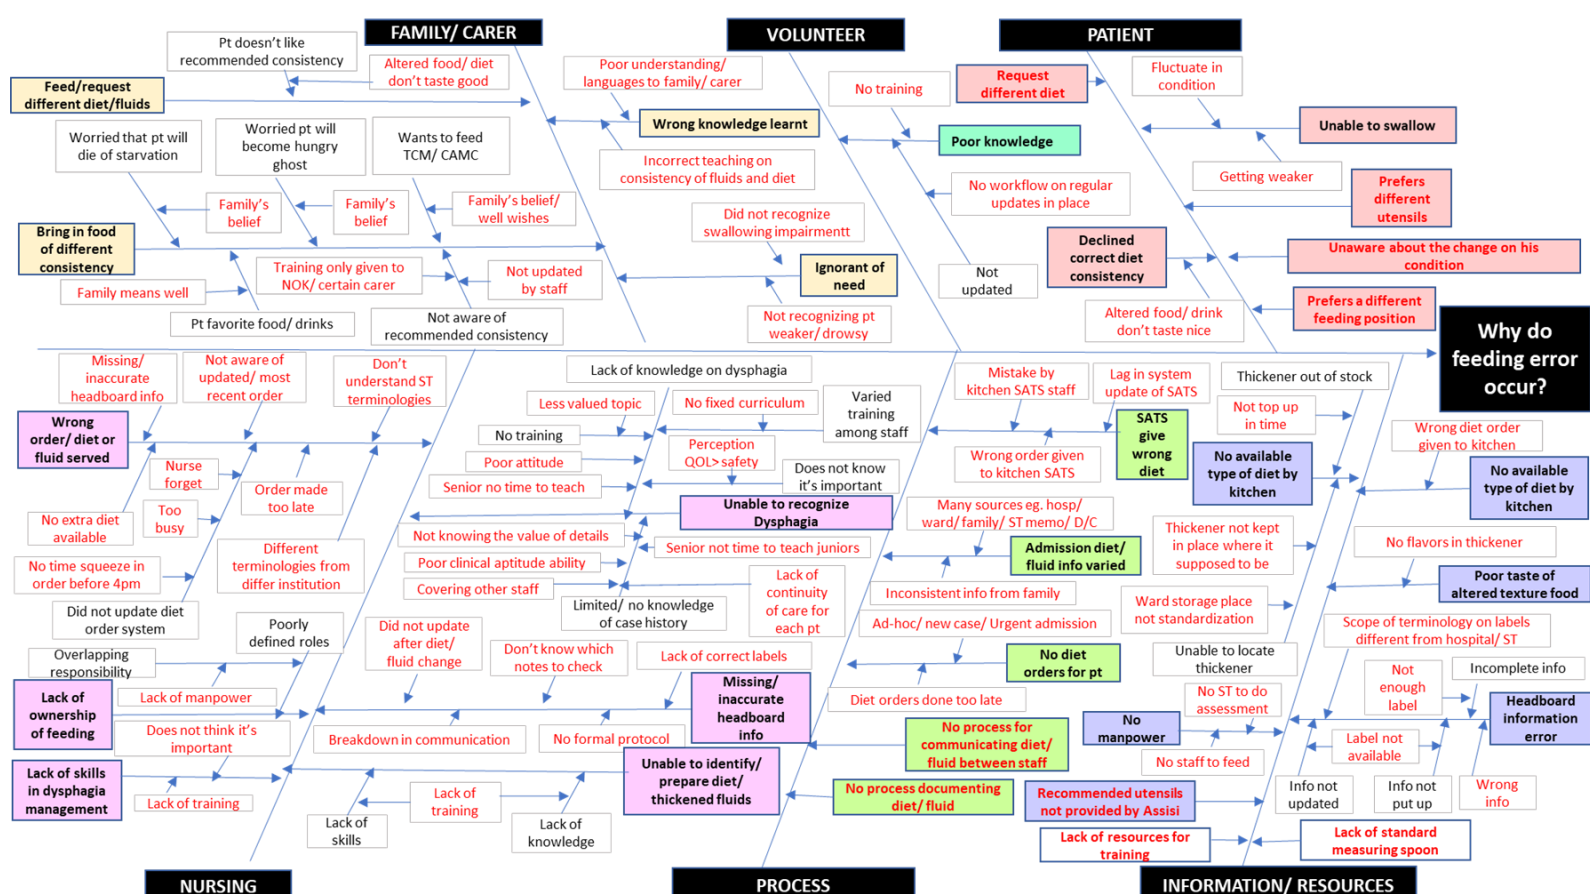 FAMILY/ CARER
VOLUNTEER
PATIENT
Pt doesn't like
recommended consistency
Altered food/ diet
don't taste good
Feed/request
different diet/fluids
Poor understanding/
languages to family/ carer
Wrong knowledge learnt
Incorrect teaching on
consistency of fluids and diet
No training
Poor knowledge
No workflow on regular
updates in place
Not
updated
Request
different diet
Fluctuate in
condition
Unable to swallow
Getting weaker
Prefers
different
utensils
Worried that pt will
die of starvation
Worried pt will
become hungry
ghost
Wants to feed
TCM/ CAMC
Family's
belief
Family's
belief
Family's belief/
well wishes
Bring in food
of different
consistency
Family means well
Pt favorite food/ drinks
Training only given to
NOK/ certain carer
Not updated
by staff
Not aware of
recommended consistency
Did not recognize
swallowing impairmentt
Ignorant of
need
Not recognizing pt
weaker/ drowsy
Declined
correct diet
consistency
Altered food/ drink
don't taste nice
Unaware about the change on his
condition
Prefers a different
feeding position
Why do
feeding error
occur?
Missing/
inaccurate
headboard info
Not aware of
updated/ most
recent order
Don't
understand ST
terminologies
Wrong
order/ diet or
fluid served
Nurse
forget
Too
busy
Order made
too late
No extra diet
available
Different
terminologies from
differ institution
No time squeeze in
order before 4pm
Did not update diet
order system
Lack of knowledge on dysphagia
Less valued topic
No fixed curriculum
Varied
training
among staff
No training
Poor attitude
Perception
QOL> safety
Does not know
it's important
Senior no time to teach
Unable to recognize
Dysphagia
Not knowing the value of details
Senior not time to teach juniors
Poor clinical aptitude ability
Covering other staff
Limited/ no knowledge
of case history
Lack of
continuity
of care for
each pt
Mistake by
kitchen SATS staff
Lag in system
update of SATS
SATS
give
wrong
diet
Wrong order given
to kitchen SATS
Many sources eg. hosp/
ward/ family/ ST memo/ D/C
Admission diet/
fluid info varied
Inconsistent info from family
Ad-hoc/ new case/ Urgent admission
No diet
orders for pt
Diet orders done too late
Thickener out of stock
Not top up
in time
No available
type of diet by
kitchen
Wrong diet order
given to kitchen
No available
type of diet by
kitchen
Thickener not kept
in place where it
supposed to be
No flavors in thickener
Poor taste of
altered texture food
Ward storage place
not standardization
Scope of terminology on labels
different from hospital/ ST
Unable to locate
thickener
Not
enough
label
Incomplete info
No ST to do
assessment
No
manpower
No staff to feed
Headboard
information
error
Label not
available
Info not
updated
Info not
put up
Wrong
info
Poorly
defined roles
Overlapping
responsibility
Lack of manpower
Lack of
ownership
of feeding
Does not think it's
important
Lack of skills
in dysphagia
management
Lack of training
Did not update
after diet/
fluid change
Don't know which
notes to check
Lack of correct labels
Missing/
inaccurate
headboard
info
Breakdown in communication
No formal protocol
Unable to identify/
prepare diet/
thickened fluids
Lack of
training
Lack of
skills
Lack of
knowledge
No process for
communicating diet/
fluid between staff
No process documenting
diet/ fluid
Recommended utensils
not provided by Assisi
Lack of resources for
training
Lack of standard
measuring spoon
NURSING
PROCESS
INFORMATION/ RESOURCES